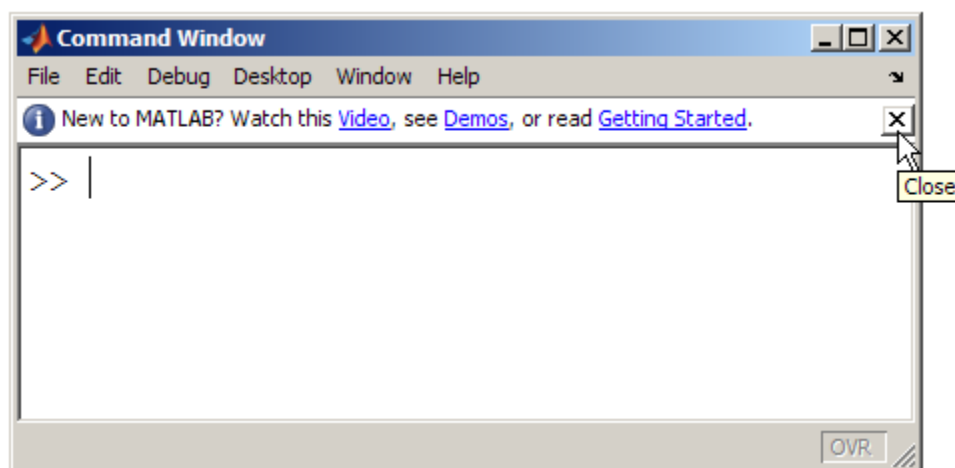 Command Window
File Edit Debug Desktop Window Help
New to MATLAB? Watch this Video, see Demos, or read Getting Started.
>>
Close
OVR